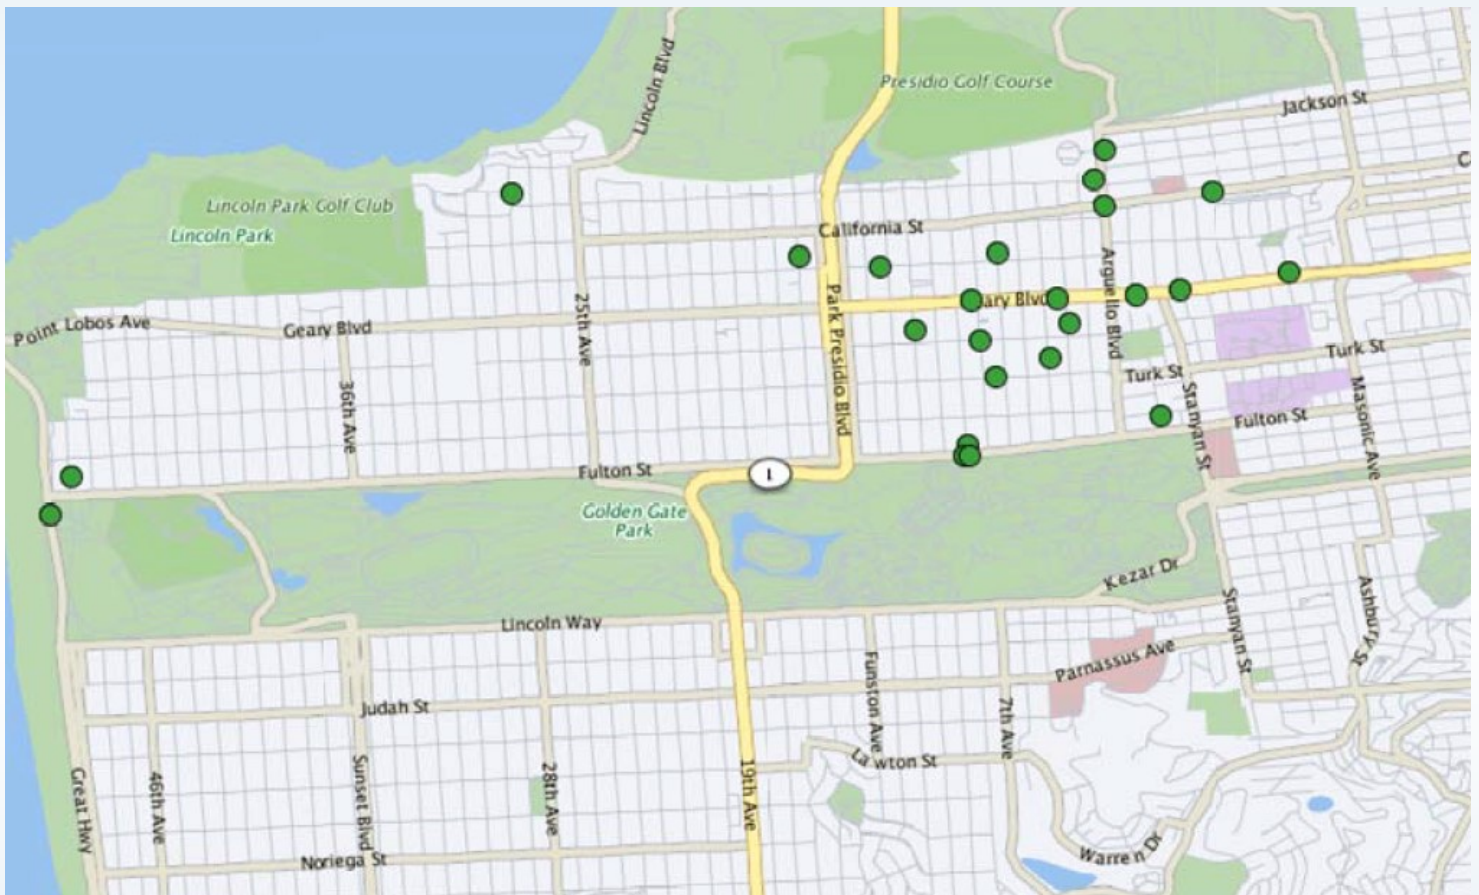 Lincoln Blvd
Presidio Golf Course
Jackson St
C
Lincoln Park Golf Club
Lincoln Park
California St
Point Lobos Ave
Geary Blvd
25th Ave
Park Presidio Blvd
ary Blvd
Arguello Blvd
36th Ave
Turk St
Turk St
Stanyan St
Masonic Ave
Fulton St
Fulton St
1
Golden Gate
Park
Kezar Dr
Lincoln Way
Stanyan St
Ashbury St
Parnassus Ave
Funston Ave
7th Ave
Judah St
Lawton St
Great Hwy
46th Ave
Sunset Blvd
28th Ave
19th Ave
Noriega St
Warren Dr